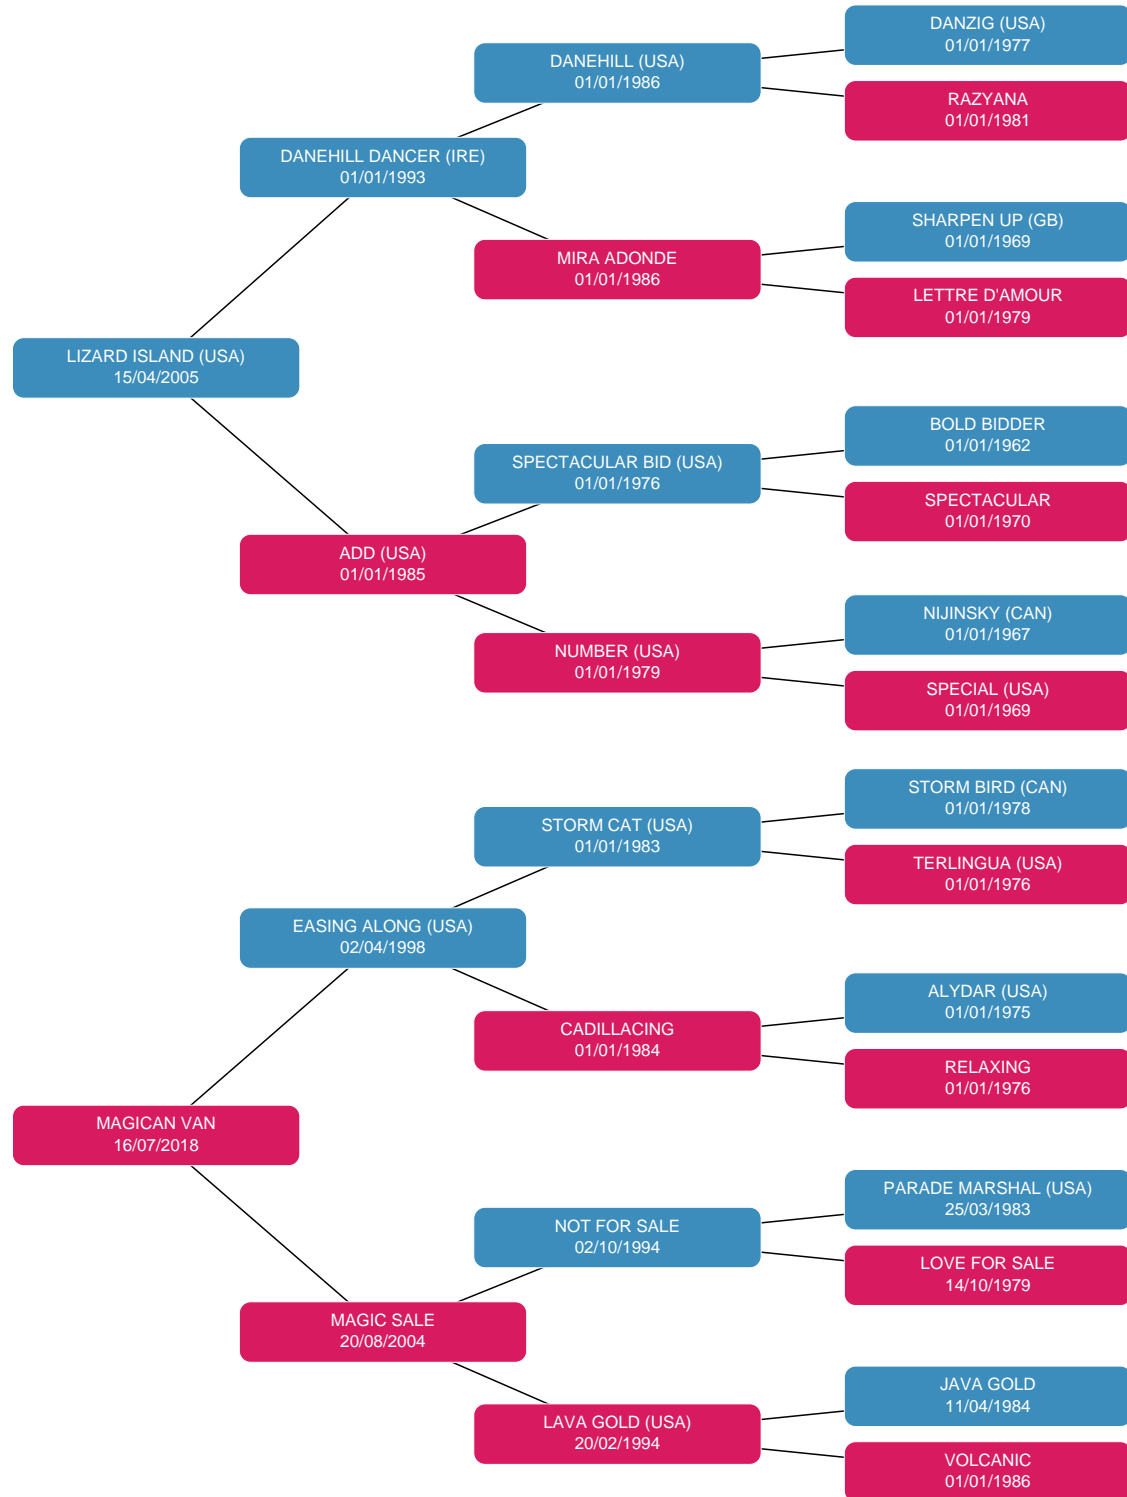 DANZIG (USA)
01/01/1977
DANEHILL (USA)
01/01/1986
RAZYANA
01/01/1981
DANEHILL DANCER (IRE)
01/01/1993
SHARPEN UP (GB)
01/01/1969
MIRA ADONDE
01/01/1986
LETTRE D'AMOUR
01/01/1979
LIZARD ISLAND (USA)
15/04/2005
BOLD BIDDER
01/01/1962
SPECTACULAR BID (USA)
01/01/1976
SPECTACULAR
01/01/1970
ADD (USA)
01/01/1985
NIJINSKY (CAN)
01/01/1967
NUMBER (USA)
01/01/1979
SPECIAL (USA)
01/01/1969
STORM BIRD (CAN)
01/01/1978
STORM CAT (USA)
01/01/1983
TERLINGUA (USA)
01/01/1976
EASING ALONG (USA)
02/04/1998
ALYDAR (USA)
01/01/1975
CADILLACING
01/01/1984
RELAXING
01/01/1976
MAGICAN VAN
16/07/2018
PARADE MARSHAL (USA)
25/03/1983
NOT FOR SALE
02/10/1994
LOVE FOR SALE
14/10/1979
MAGIC SALE
20/08/2004
JAVA GOLD
11/04/1984
LAVA GOLD (USA)
20/02/1994
VOLCANIC
01/01/1986